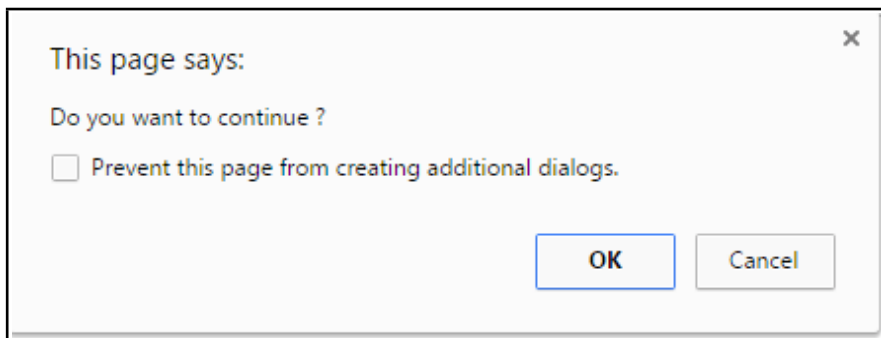 This page says:
Do you want to continue ?
Prevent this page from creating additional dialogs.
OK Cancel